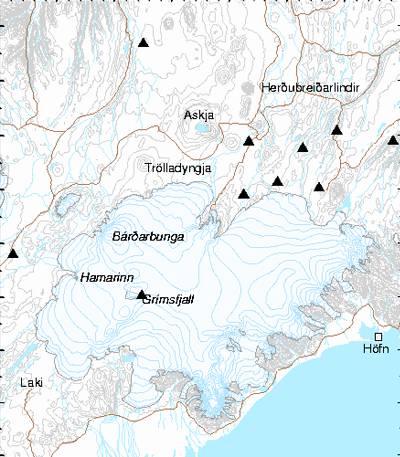 Herðubreiðarlindir
Askja
Trölladyngja
Bárðarbunga
Hamarinn
Grímsfjall
Höfn
Laki